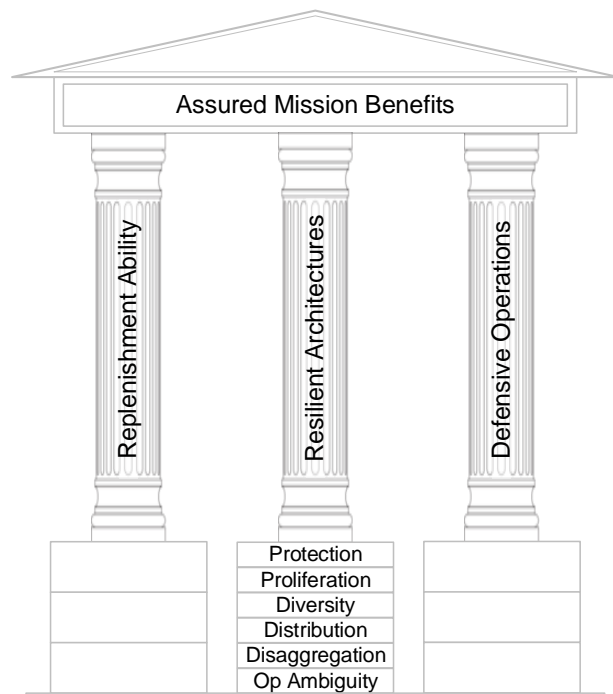 Assured Mission Benefits
Replenishment Ability
Resilient Architectures
Defensive Operations
Protection
Proliferation
Diversity
Distribution
Disaggregation
Op Ambiguity